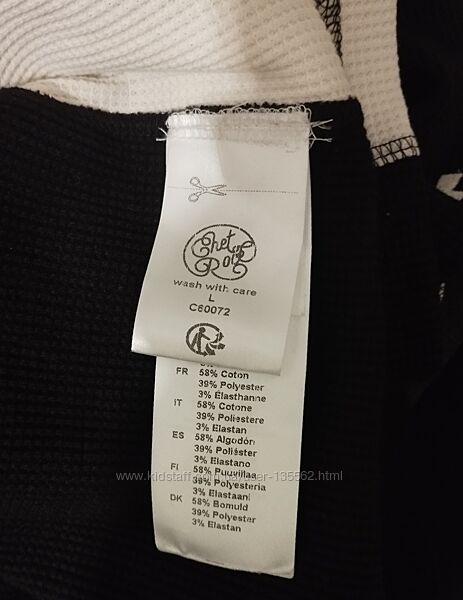 Chet
Rock
wash with care
L
C60072
FR 58% Coton
39% Polyester
3% Élasthanne
IT 58% Cotone
39% Poliestere
3% Elastan
ES 58% Algodón
39% Poliéster
3% Elastano
FI 58% Puuvillaa
39% Polyesteria
3% Elastaani
DK 58% Bomuld
39% Polyester
3% Elastan